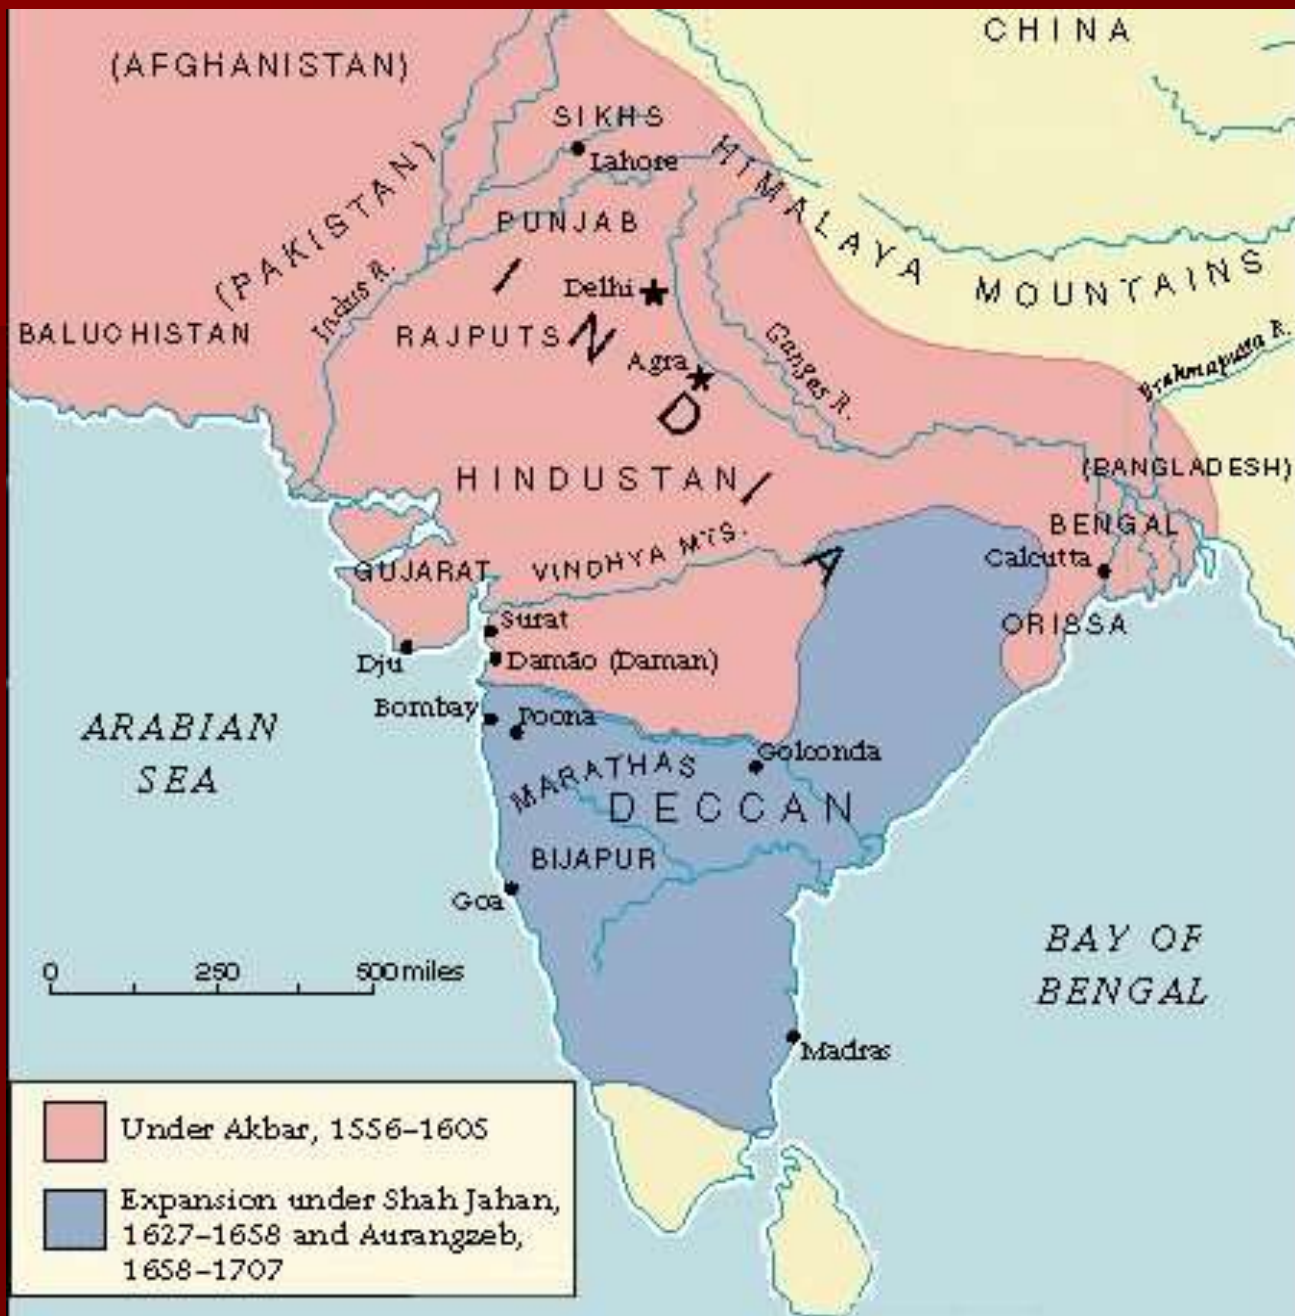 CHINA
(AFGHANISTAN)
SIKHS
Lahore
HIMALAYA MOUNTAINS
(PAKISTAN)
PUNJAB
Indus R.
Delhi
BALUCHISTAN
RAJPUTS
INDIA
Agra
Ganges R.
Brahmaputra R.
HINDUSTAN
(BANGLADESH)
BENGAL
VINDHYA MTS.
Calcutta
GUJARAT
Surat
ORISSA
Dju
Damão (Daman)
Bombay
Poona
ARABIAN
SEA
Golconda
MARATHAS
DECCAN
BIJAPUR
Goa
BAY OF
BENGAL
0 250 500 miles
Madras
Under Akbar, 1556–1605
Expansion under Shah Jahan,
1627–1658 and Aurangzeb,
1658–1707